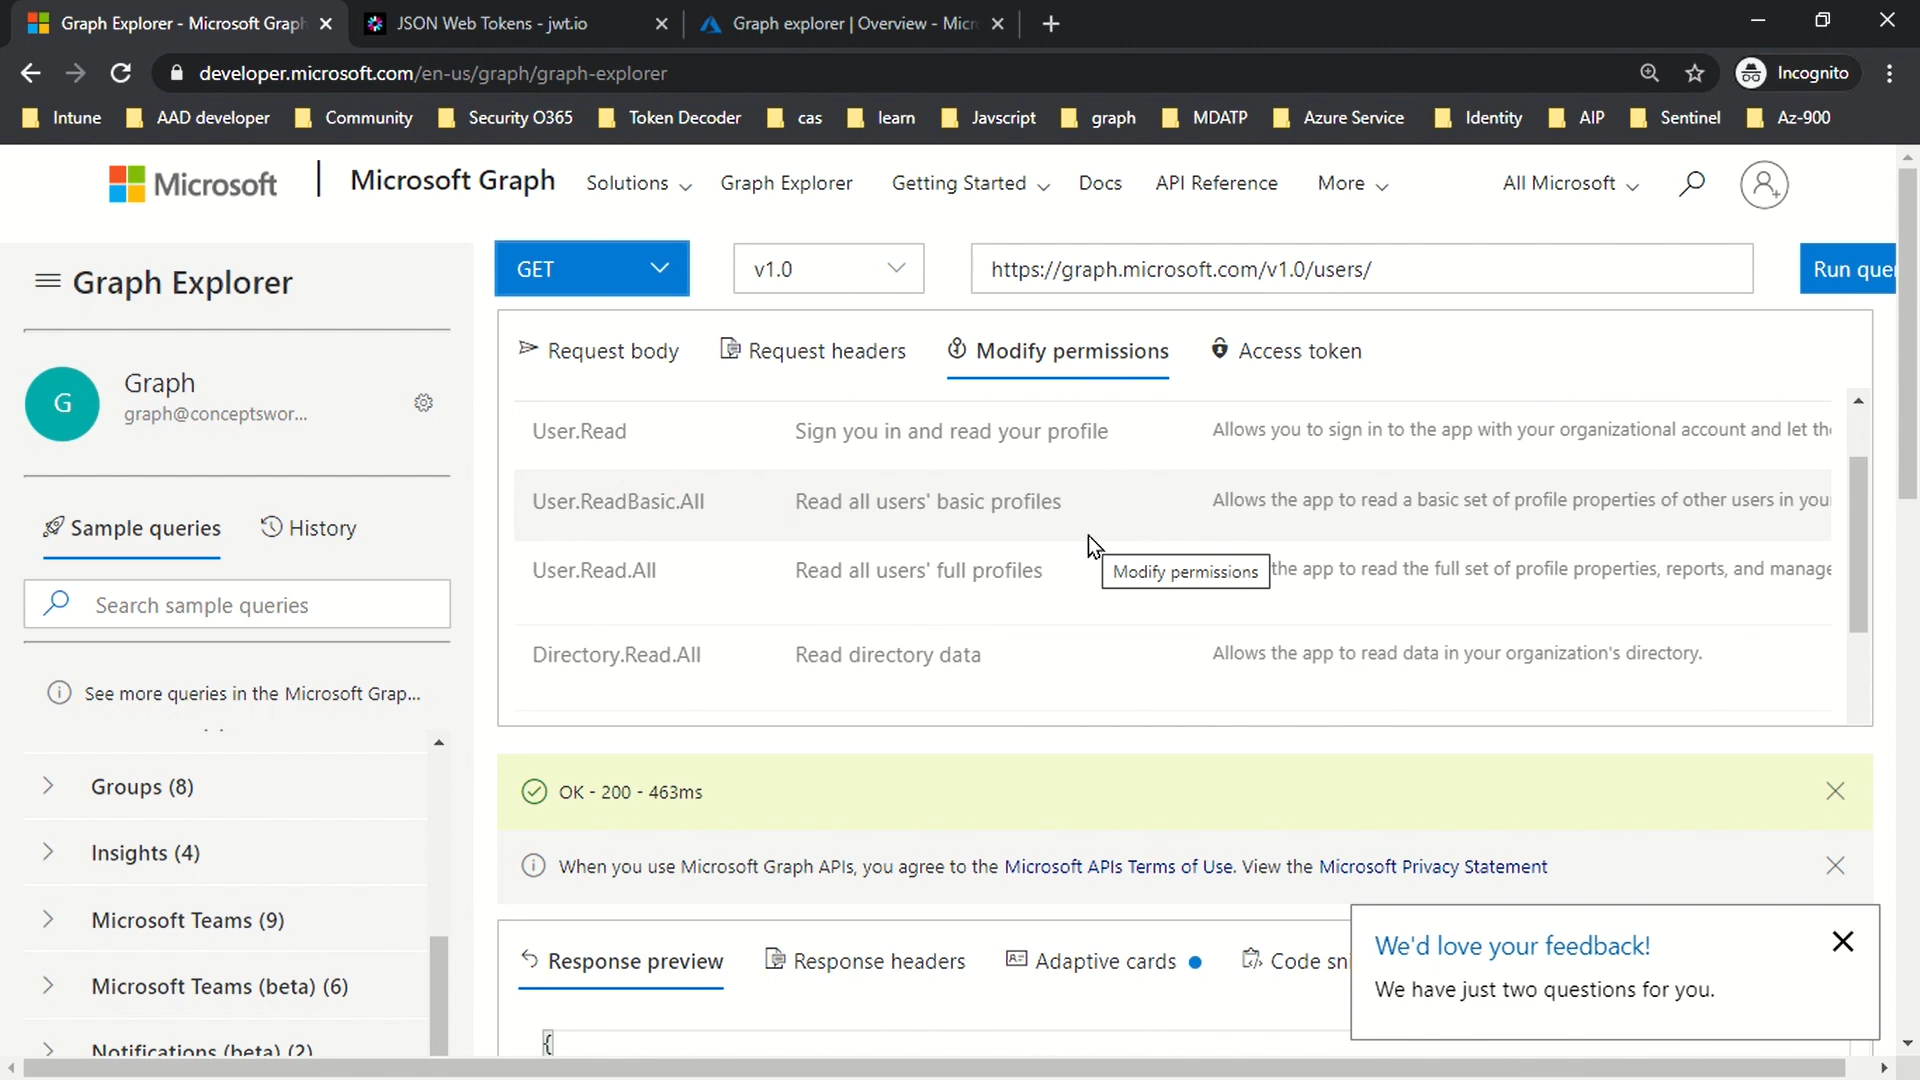 Graph Explorer - Microsoft Graph
JSON Web Tokens - jwt.io
Graph explorer | Overview - Micr
developer.microsoft.com/en-us/graph/graph-explorer
Incognito
Intune
AAD developer
Community
Security O365
Token Decoder
cas
learn
Javscript
graph
MDATP
Azure Service
Identity
AIP
Sentinel
Az-900
Microsoft
Microsoft Graph
Solutions
Graph Explorer
Getting Started
Docs
API Reference
More
All Microsoft
Graph Explorer
G
Graph
graph@conceptswor...
Sample queries
History
Search sample queries
See more queries in the Microsoft Grap...
Groups (8)
Insights (4)
Microsoft Teams (9)
Microsoft Teams (beta) (6)
Notifications (beta) (2)
GET
v1.0
https://graph.microsoft.com/v1.0/users/
Run que
Request body
Request headers
Modify permissions
Access token
User.Read
Sign you in and read your profile
Allows you to sign in to the app with your organizational account and let th
User.ReadBasic.All
Read all users' basic profiles
Allows the app to read a basic set of profile properties of other users in you
User.Read.All
Read all users' full profiles
the app to read the full set of profile properties, reports, and manage
Modify permissions
Directory.Read.All
Read directory data
Allows the app to read data in your organization's directory.
OK - 200 - 463ms
When you use Microsoft Graph APIs, you agree to the Microsoft APIs Terms of Use. View the Microsoft Privacy Statement
Response preview
Response headers
Adaptive cards
Code sni
{
We'd love your feedback!
We have just two questions for you.